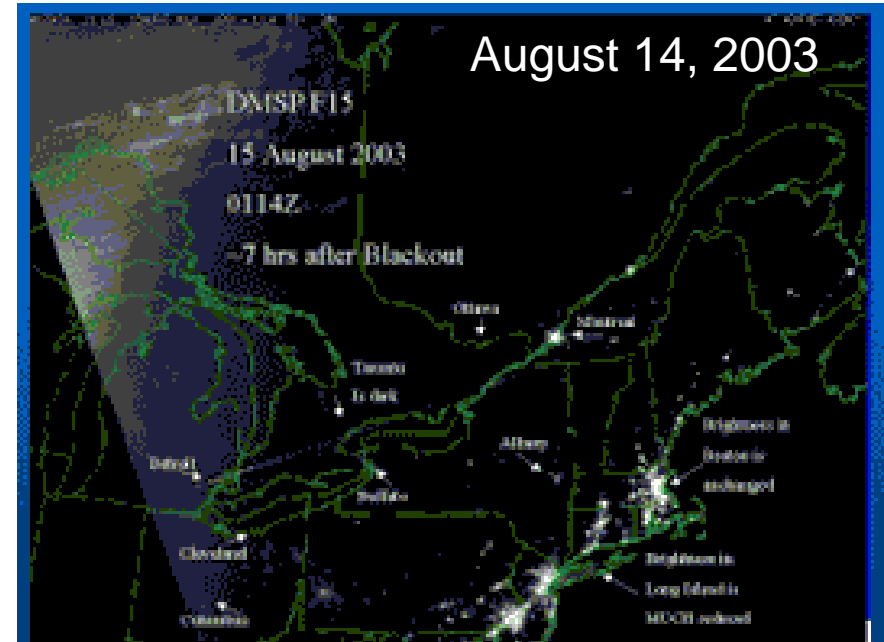 August 14, 2003
DMSP F15
15 August 2003
0114Z
~7 hrs after Blackout
Ottawa
Montreal
Toronto
Is dark
Brightness in
Boston is
unchanged
Albany
Detroit
Buffalo
Cleveland
Brightness in
Long Island is
MUCH reduced
Columbus